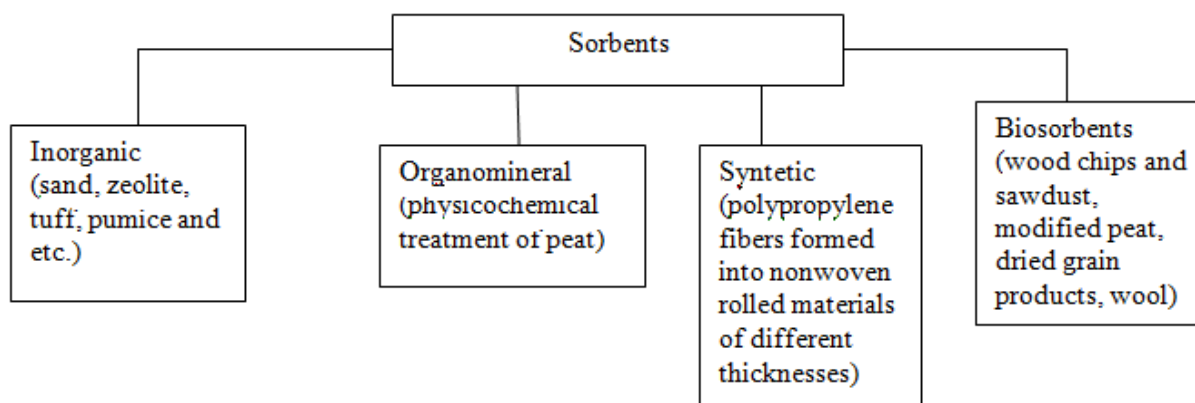 Sorbents
Inorganic
(sand, zeolite,
tuff, pumice and
etc.)
Organomineral
(physicochemical
treatment of peat)
Syntetic
(polypropylene
fibers formed
into nonwoven
rolled materials
of different
thicknesses)
Biosorbents
(wood chips and
sawdust,
modified peat,
dried grain
products, wool)